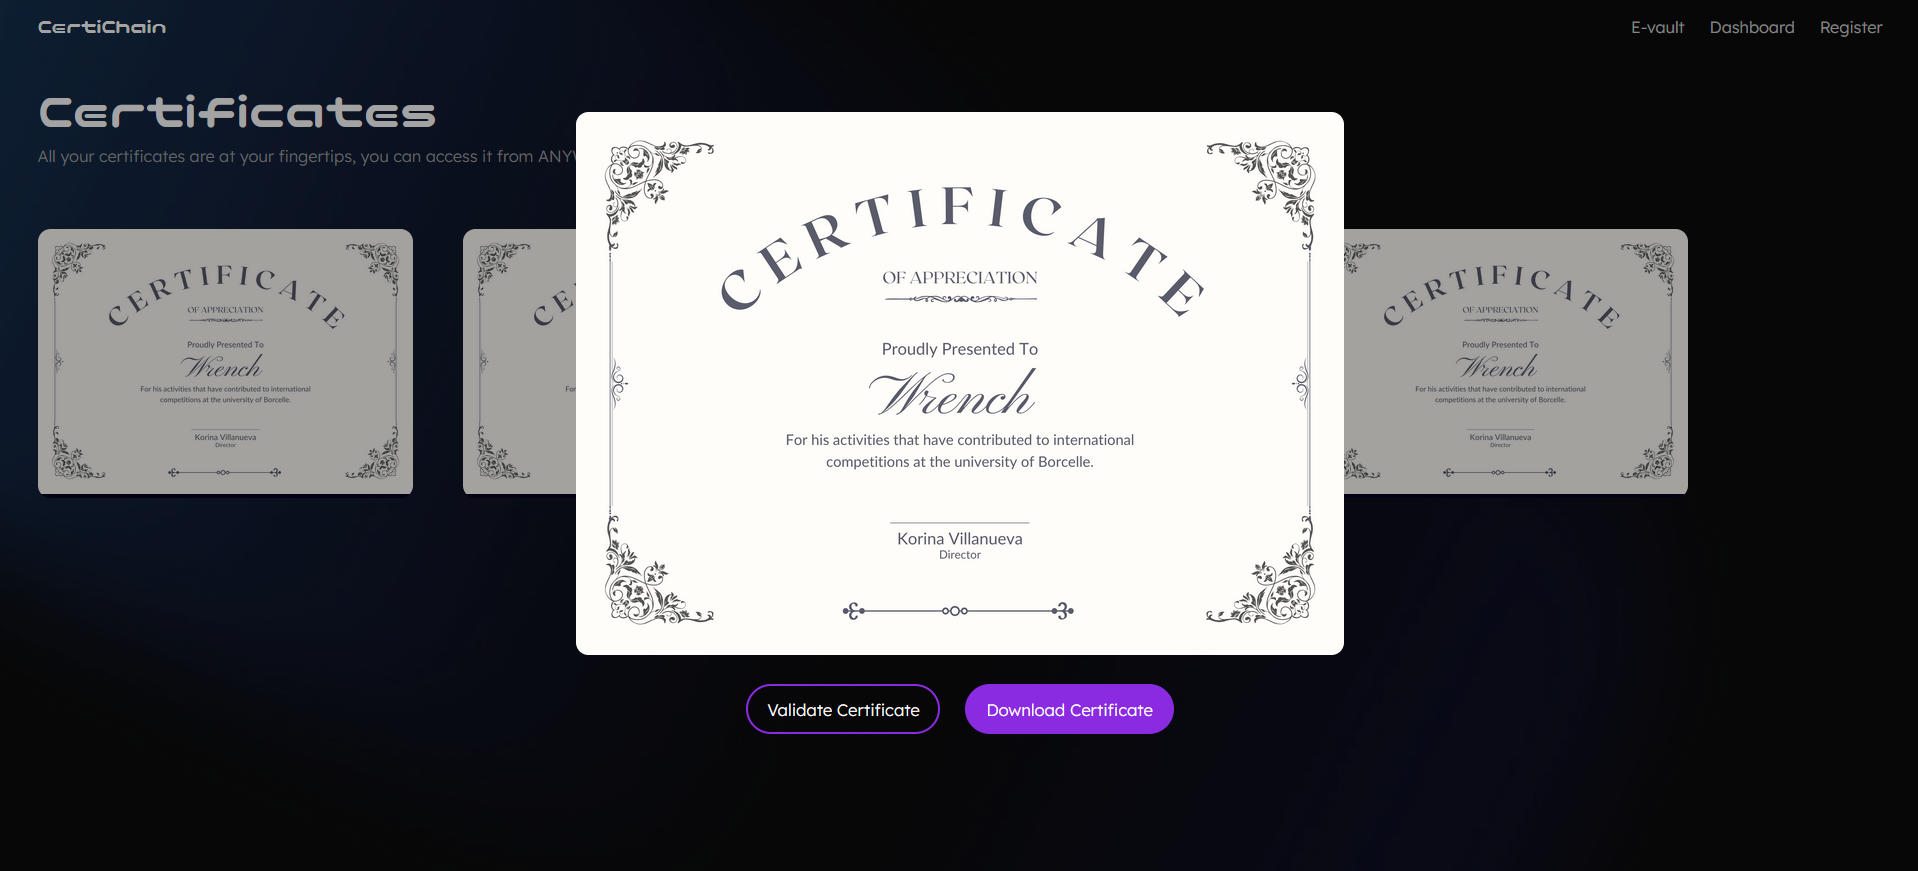 CertiChain
E-vault Dashboard Register
Certificates
All your certificates are at your fingertips, you can access it from
CERTIFICATE
OF APPRECIATION
Proudly Presented To
Wrench
For his activities that have contributed to international
competitions at the university of Borcelle.
Korina Villanueva
Director
CERTIFICATE
OF APPRECIATION
Proudly Presented To
Wrench
For his activities that have contributed to international
competitions at the university of Borcelle.
Korina Villanueva
Director
CERTIFICATE
OF APPRECIATION
Proudly Presented To
Wrench
For his activities that have contributed to international
competitions at the university of Borcelle.
Korina Villanueva
Director
Validate Certificate Download Certificate